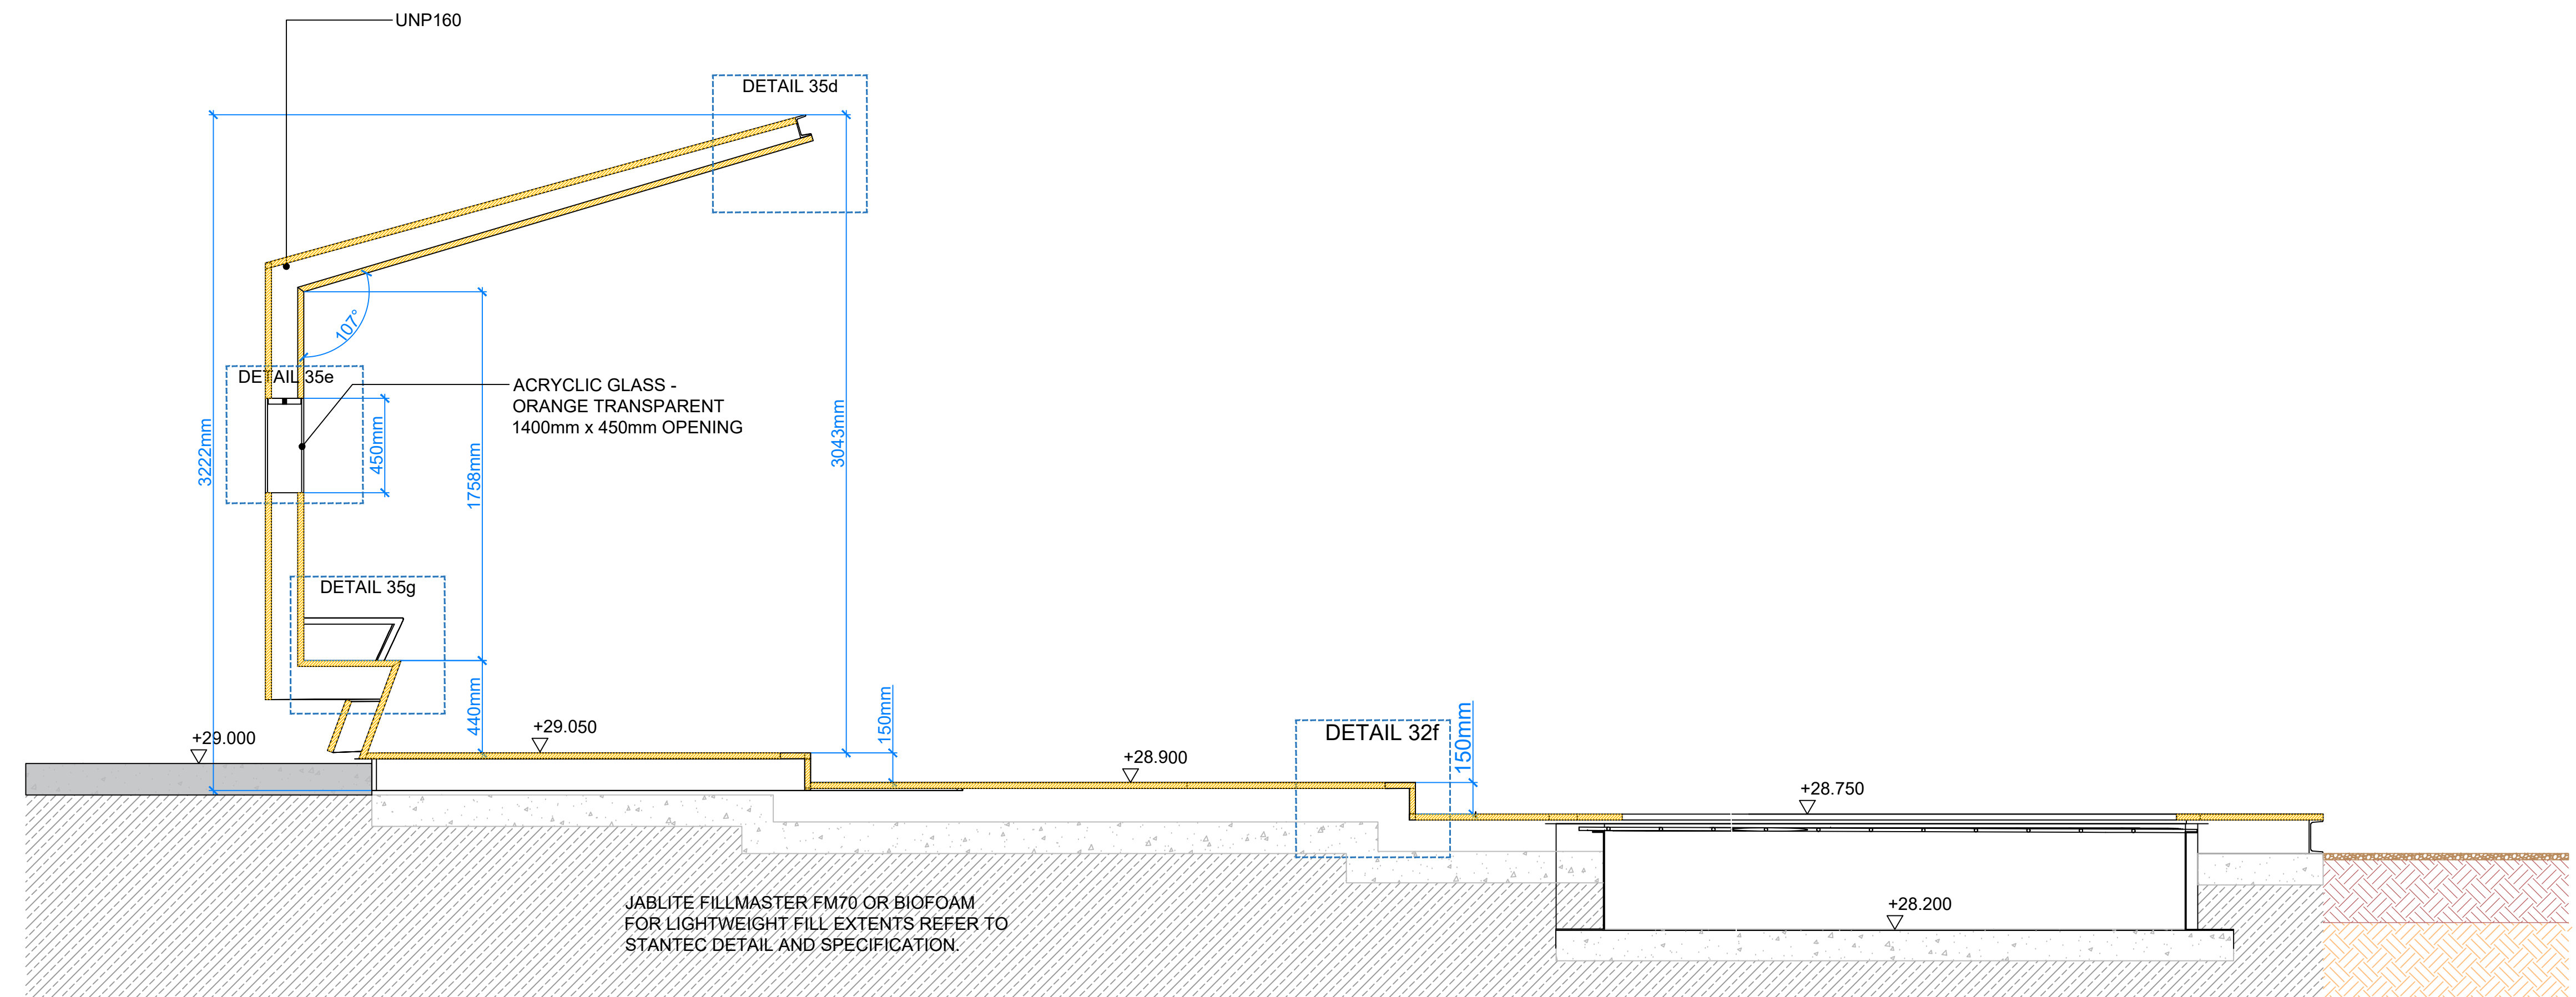 UNP160
DETAIL 35d
107°
DETAIL 35e
ACRYCLIC GLASS -
ORANGE TRANSPARENT
1400mm x 450mm OPENING
3222mm
450mm
1758mm
3043mm
DETAIL 35g
440mm
150mm
+29.000
+29.050
+28.900
DETAIL 32f
150mm
+28.750
+28.200
JABLITE FILLMASTER FM70 OR BIOFOAM
FOR LIGHTWEIGHT FILL EXTENTS REFER TO
STANTEC DETAIL AND SPECIFICATION.